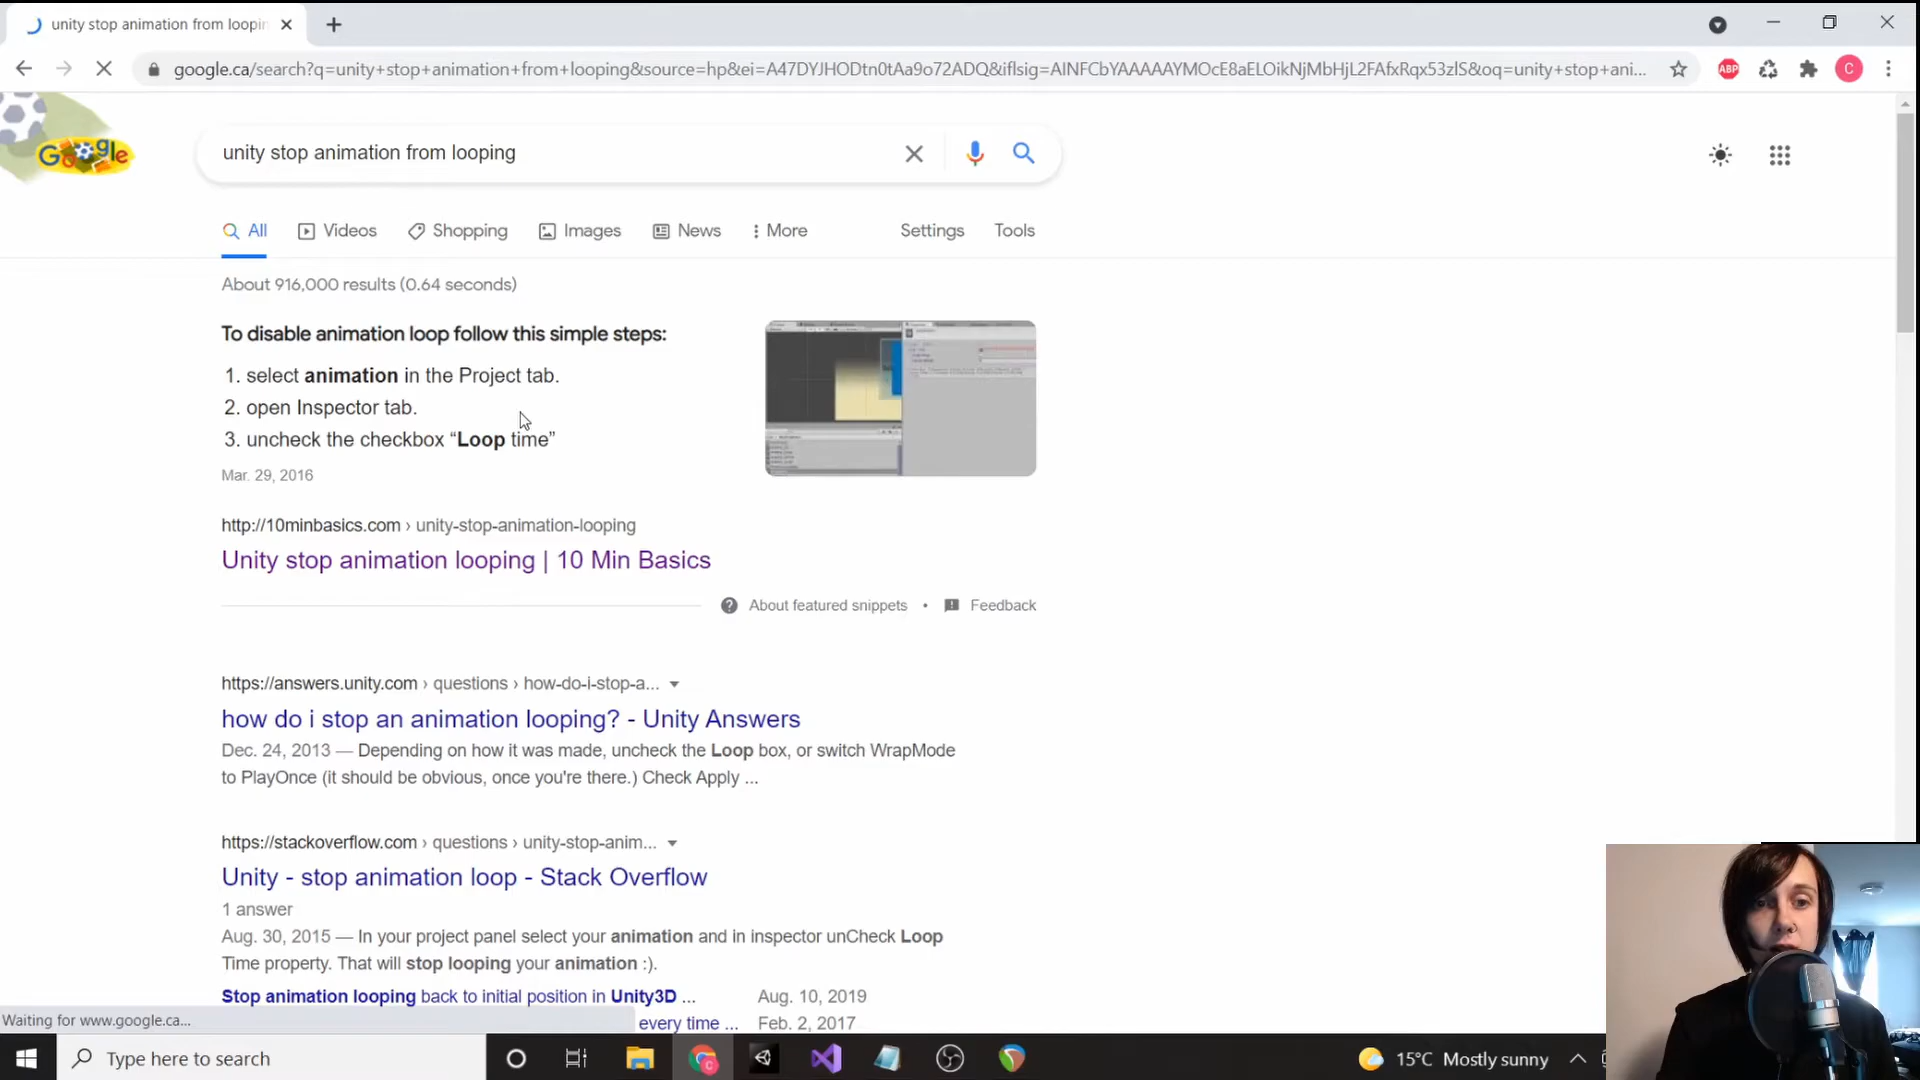 unity stop animation from loopin
google.ca/search?q=unity+stop+animation+from+looping&source=hp&ei=A47DYJHODtn0tAa9o72ADQ&iflsig=AINFCbYAAAAAYMOcE8aELOikNjMbHjL2FAfxRqx53zlS&oq=unity+stop+ani...
ABP
C
Google
unity stop animation from looping
All
Videos
Shopping
Images
News
More
Settings
Tools
About 916,000 results (0.64 seconds)
To disable animation loop follow this simple steps:
1. select animation in the Project tab.
2. open Inspector tab.
3. uncheck the checkbox “Loop time”
Mar. 29, 2016
http://10minbasics.com › unity-stop-animation-looping
Unity stop animation looping | 10 Min Basics
About featured snippets • Feedback
https://answers.unity.com › questions › how-do-i-stop-a...
how do i stop an animation looping? - Unity Answers
Dec. 24, 2013 — Depending on how it was made, uncheck the Loop box, or switch WrapMode
to PlayOnce (it should be obvious, once you're there.) Check Apply ...
https://stackoverflow.com › questions › unity-stop-anim...
Unity - stop animation loop - Stack Overflow
1 answer
Aug. 30, 2015 — In your project panel select your animation and in inspector unCheck Loop
Time property. That will stop looping your animation :).
Stop animation looping back to initial position in Unity3D ... Aug. 10, 2019
every time ... Feb. 2, 2017
Waiting for www.google.ca...
Type here to search
15°C Mostly sunny